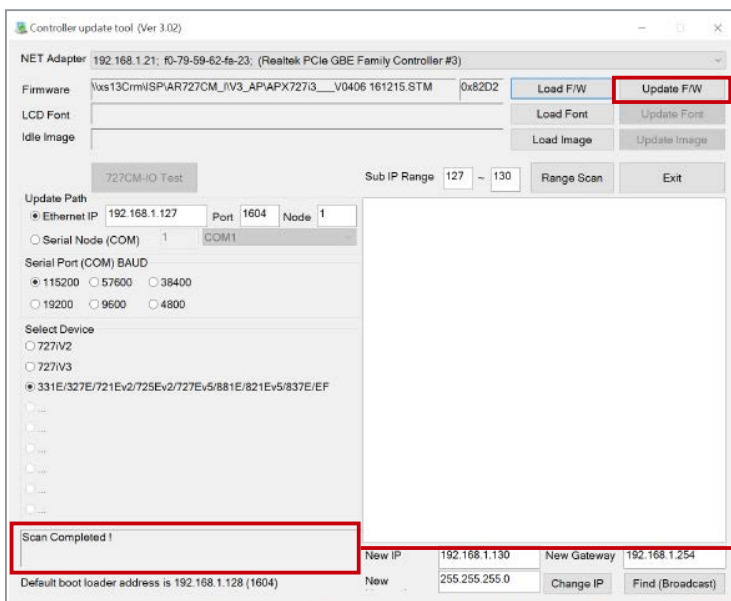 Controller update tool (Ver 3.02)
NET Adapter 192.168.1.21; f0-79-59-62-fa-23; (Realtek PCIe GBE Family Controller #3)
Firmware \\xs13Crm\ISP\AR727CM_I\V3_AP\APX727i3___V0406 161215.STM 0x82D2 Load F/W Update F/W
LCD Font Load Font Update Font
Idle Image Load Image Update Image
727CM-IO Test Sub IP Range 127 ~ 130 Range Scan Exit
Update Path
Ethernet IP 192.168.1.127 Port 1604 Node 1
Serial Node (COM) 1 COM1
Serial Port (COM) BAUD
115200 57600 38400
19200 9600 4800
Select Device
727iV2
727iV3
331E/327E/721Ev2/725Ev2/727Ev5/881E/821Ev5/837E/EF
...
...
...
...
...
...
Scan Completed !
New IP 192.168.1.130 New Gateway 192.168.1.254
Default boot loader address is 192.168.1.128 (1604) New 255.255.255.0 Change IP Find (Broadcast)